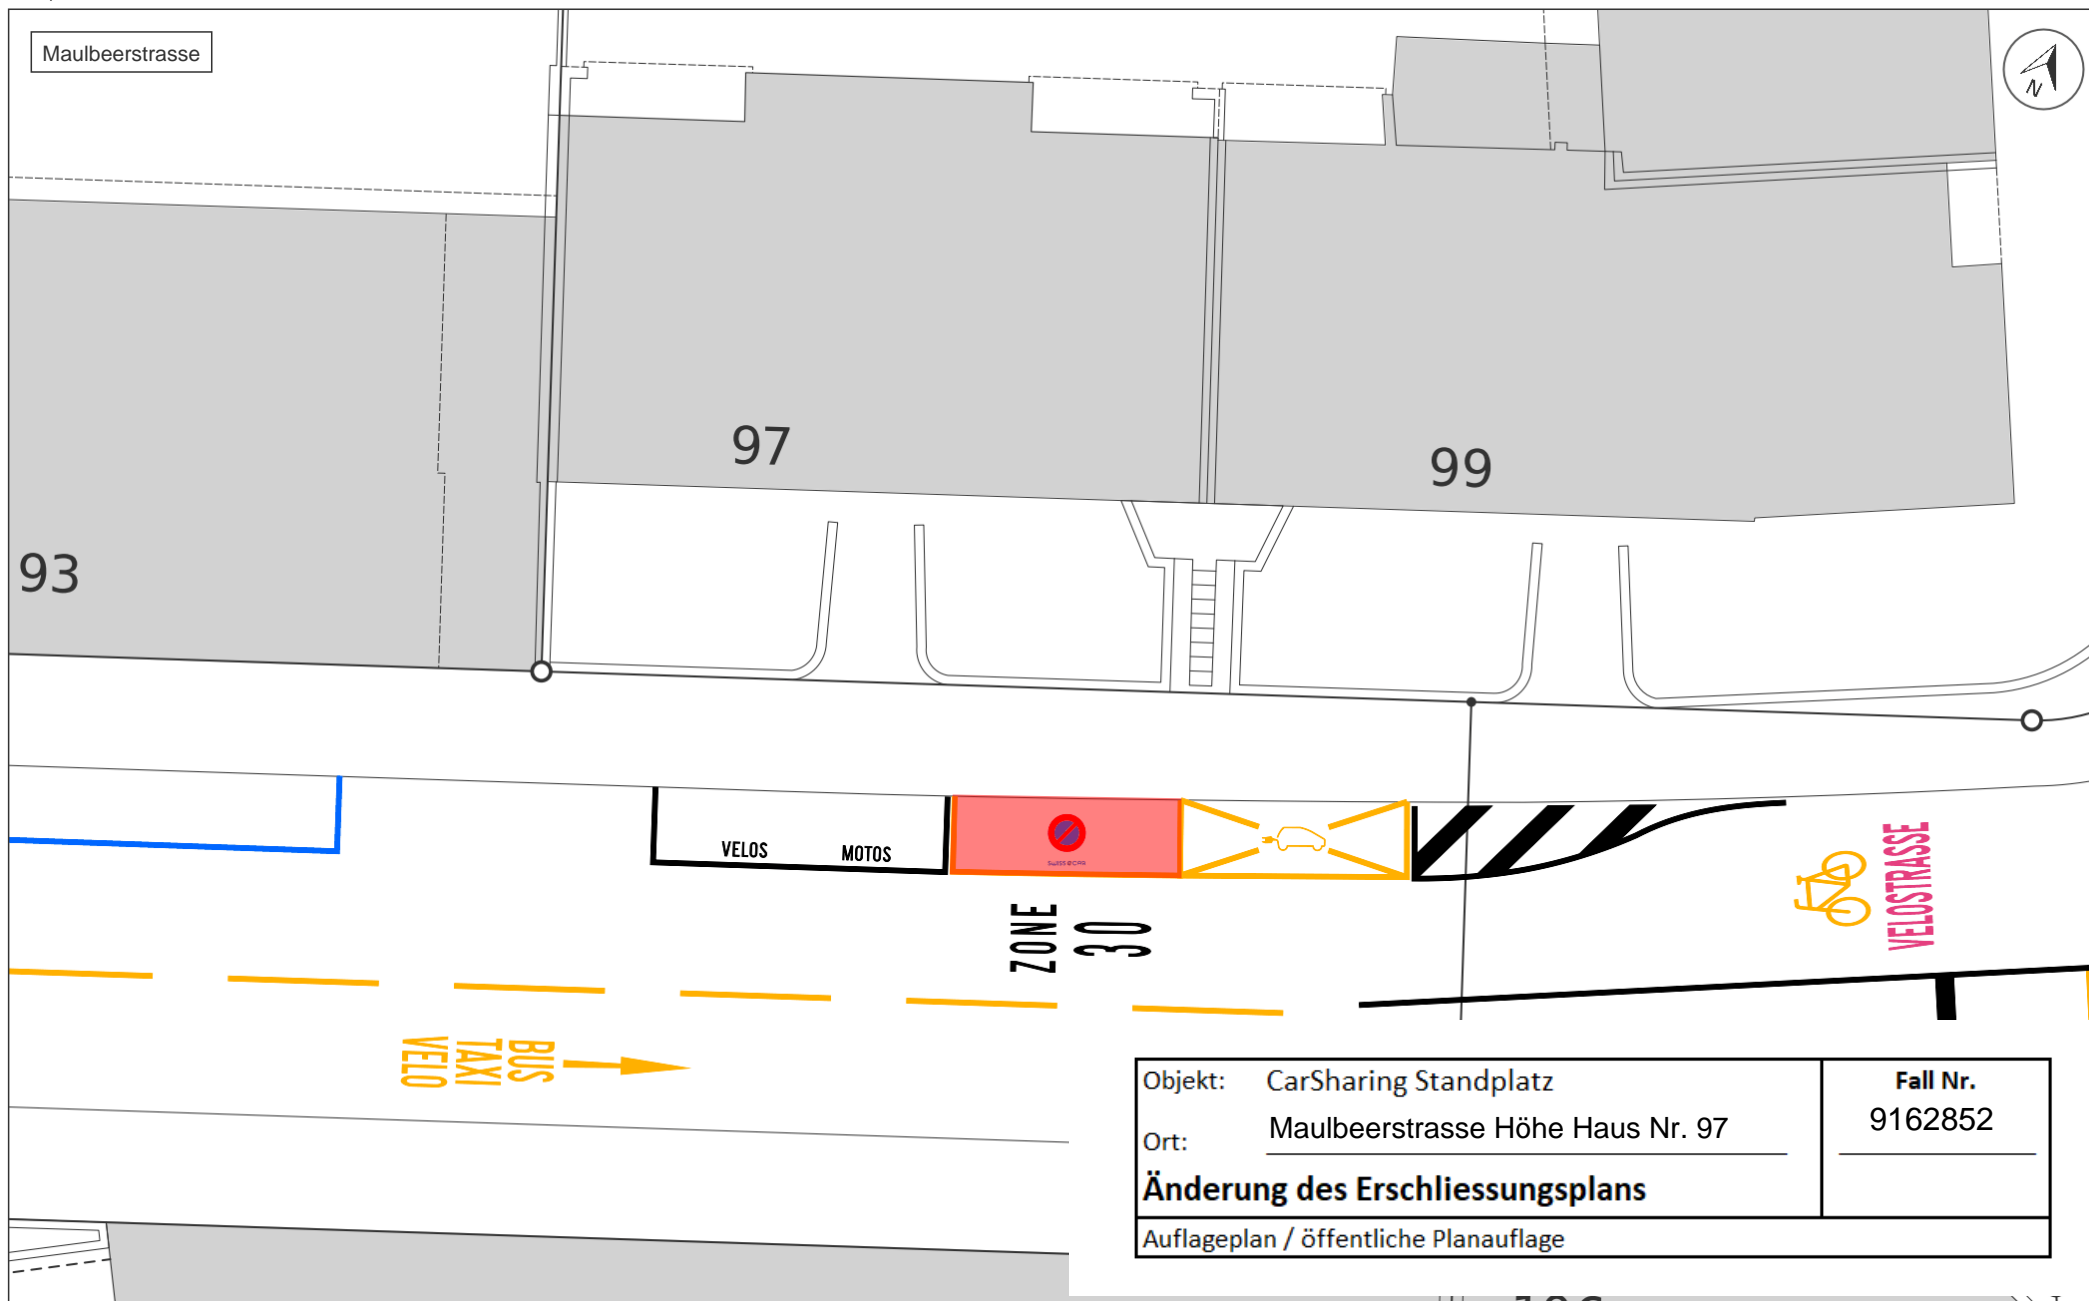 Maulbeerstrasse
N
97
99
93
VELOS MOTOS
ZONE
30
VELOSTRASSE
BUS
TAXI
VELO
Objekt: CarSharing Standplatz
Fall Nr.
9162852
Ort: Maulbeerstrasse Höhe Haus Nr. 97
Änderung des Erschliessungsplans
Auflageplan / öffentliche Planauflage